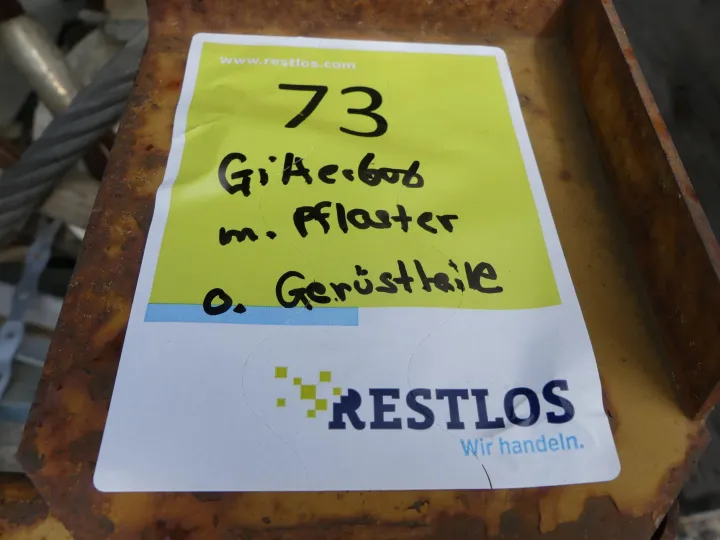 www.restlos.com
73
Gitterbox
m. Pflaster
o. Gerüstteile
RESTLOS
Wir handeln.